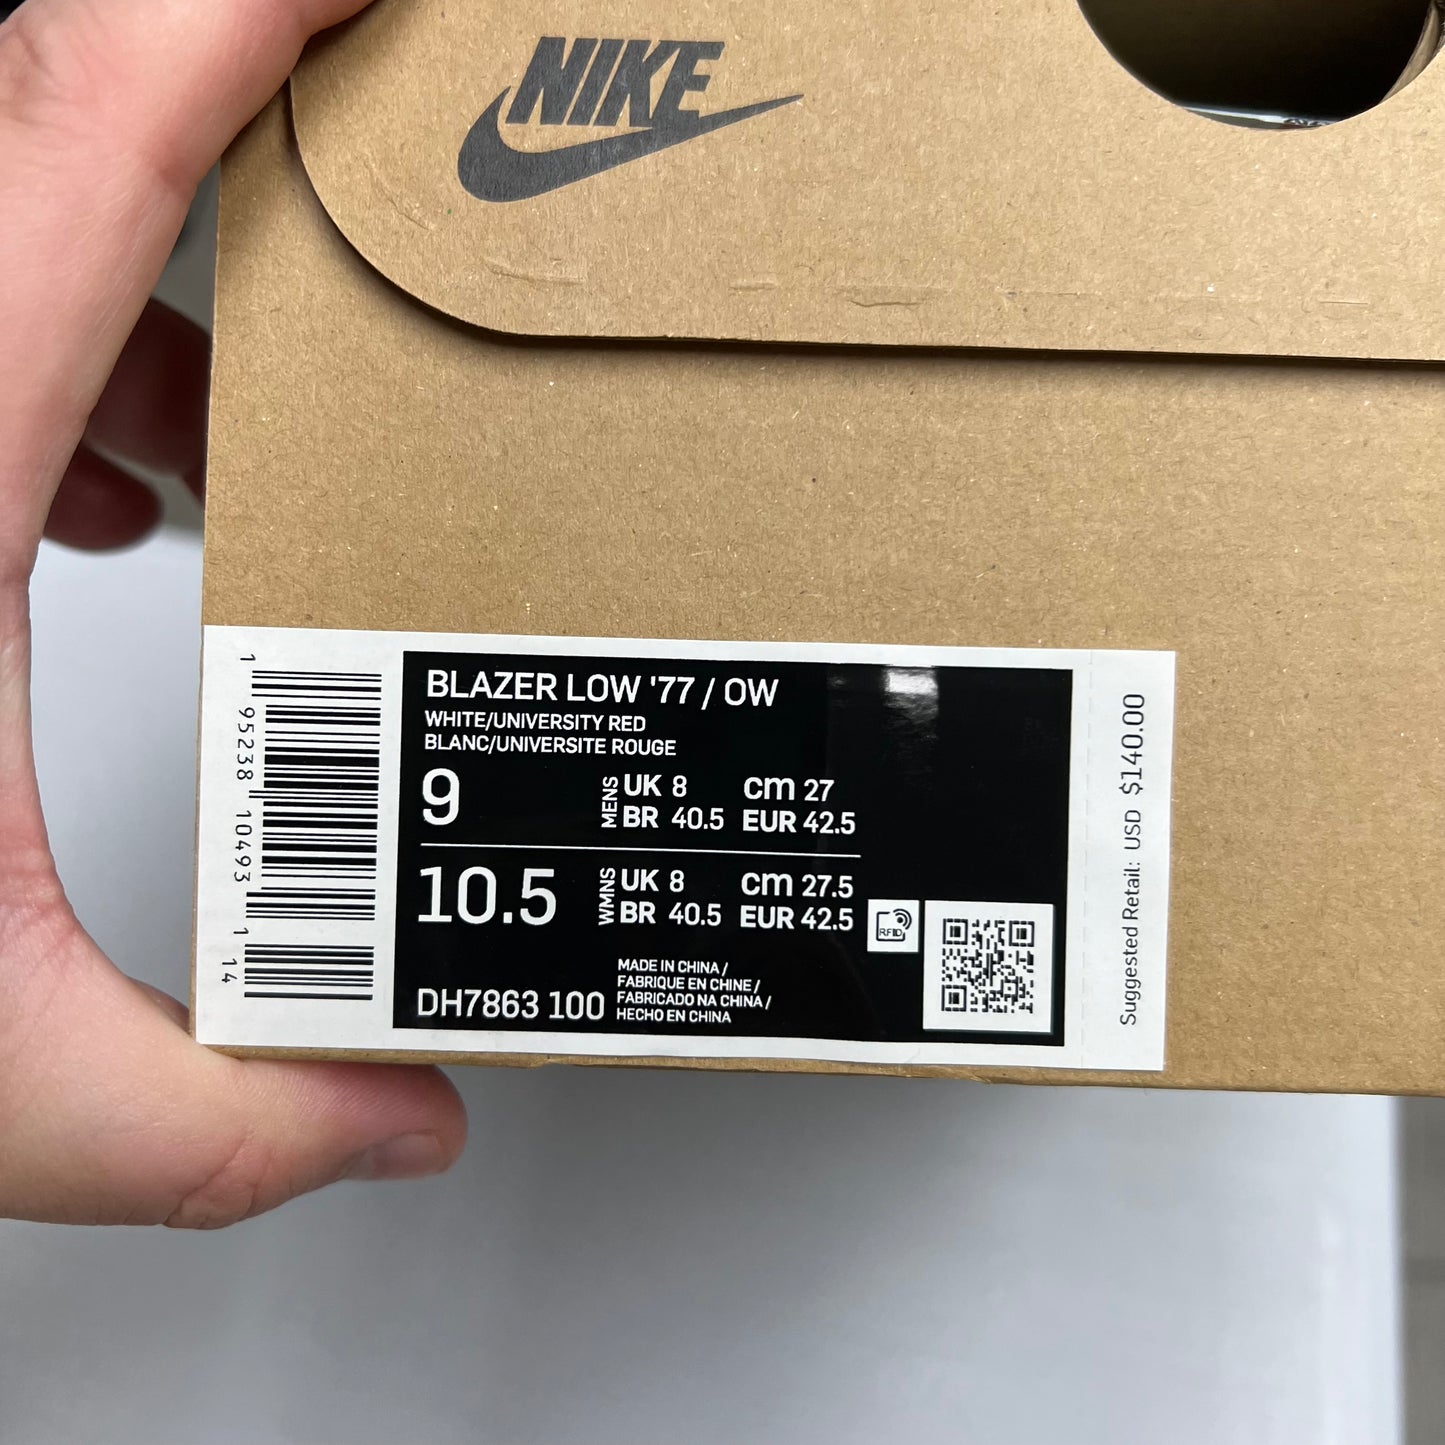 NIKE
BLAZER LOW '77 / OW
WHITE/UNIVERSITY RED
BLANC/UNIVERSITE ROUGE
9
MENS
UK 8 cm 27
BR 40.5 EUR 42.5
10.5
WMNS
UK 8 cm 27.5
BR 40.5 EUR 42.5
RFID
DH7863 100
MADE IN CHINA /
FABRIQUE EN CHINE /
FABRICADO NA CHINA /
HECHO EN CHINA
1 95238 10493 1 14
Suggested Retail: USD $140.00